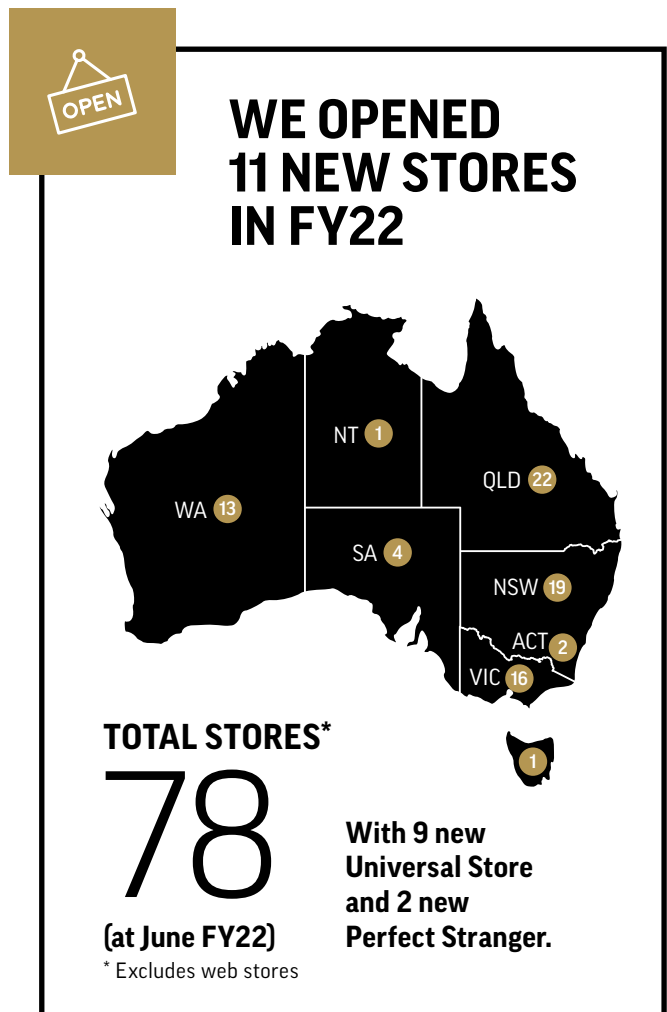 OPEN
WE OPENED
11 NEW STORES
IN FY22
NT 1
QLD 22
WA 13
SA 4
NSW 19
ACT 2
VIC 16
1
TOTAL STORES*
78
(at June FY22)
* Excludes web stores
With 9 new
Universal Store
and 2 new
Perfect Stranger.